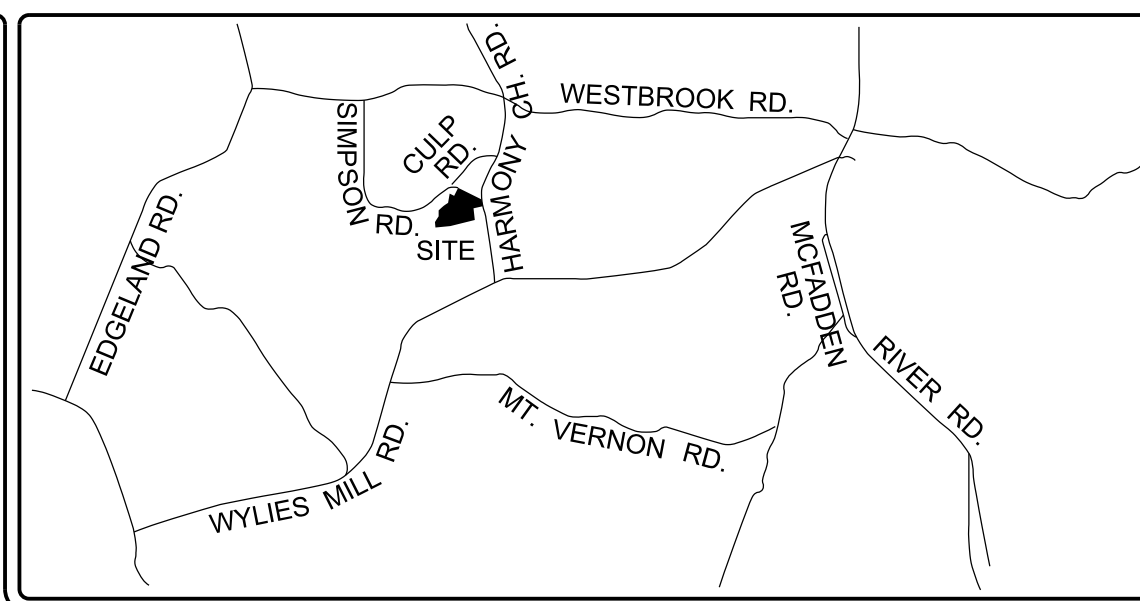 HARMONY CH. RD.
WESTBROOK RD.
SIMPSON RD.
CULP
RD.
SITE
EDGELAND RD.
MCFADDEN
RD.
RIVER RD.
MT. VERNON RD.
WYLIES MILL RD.